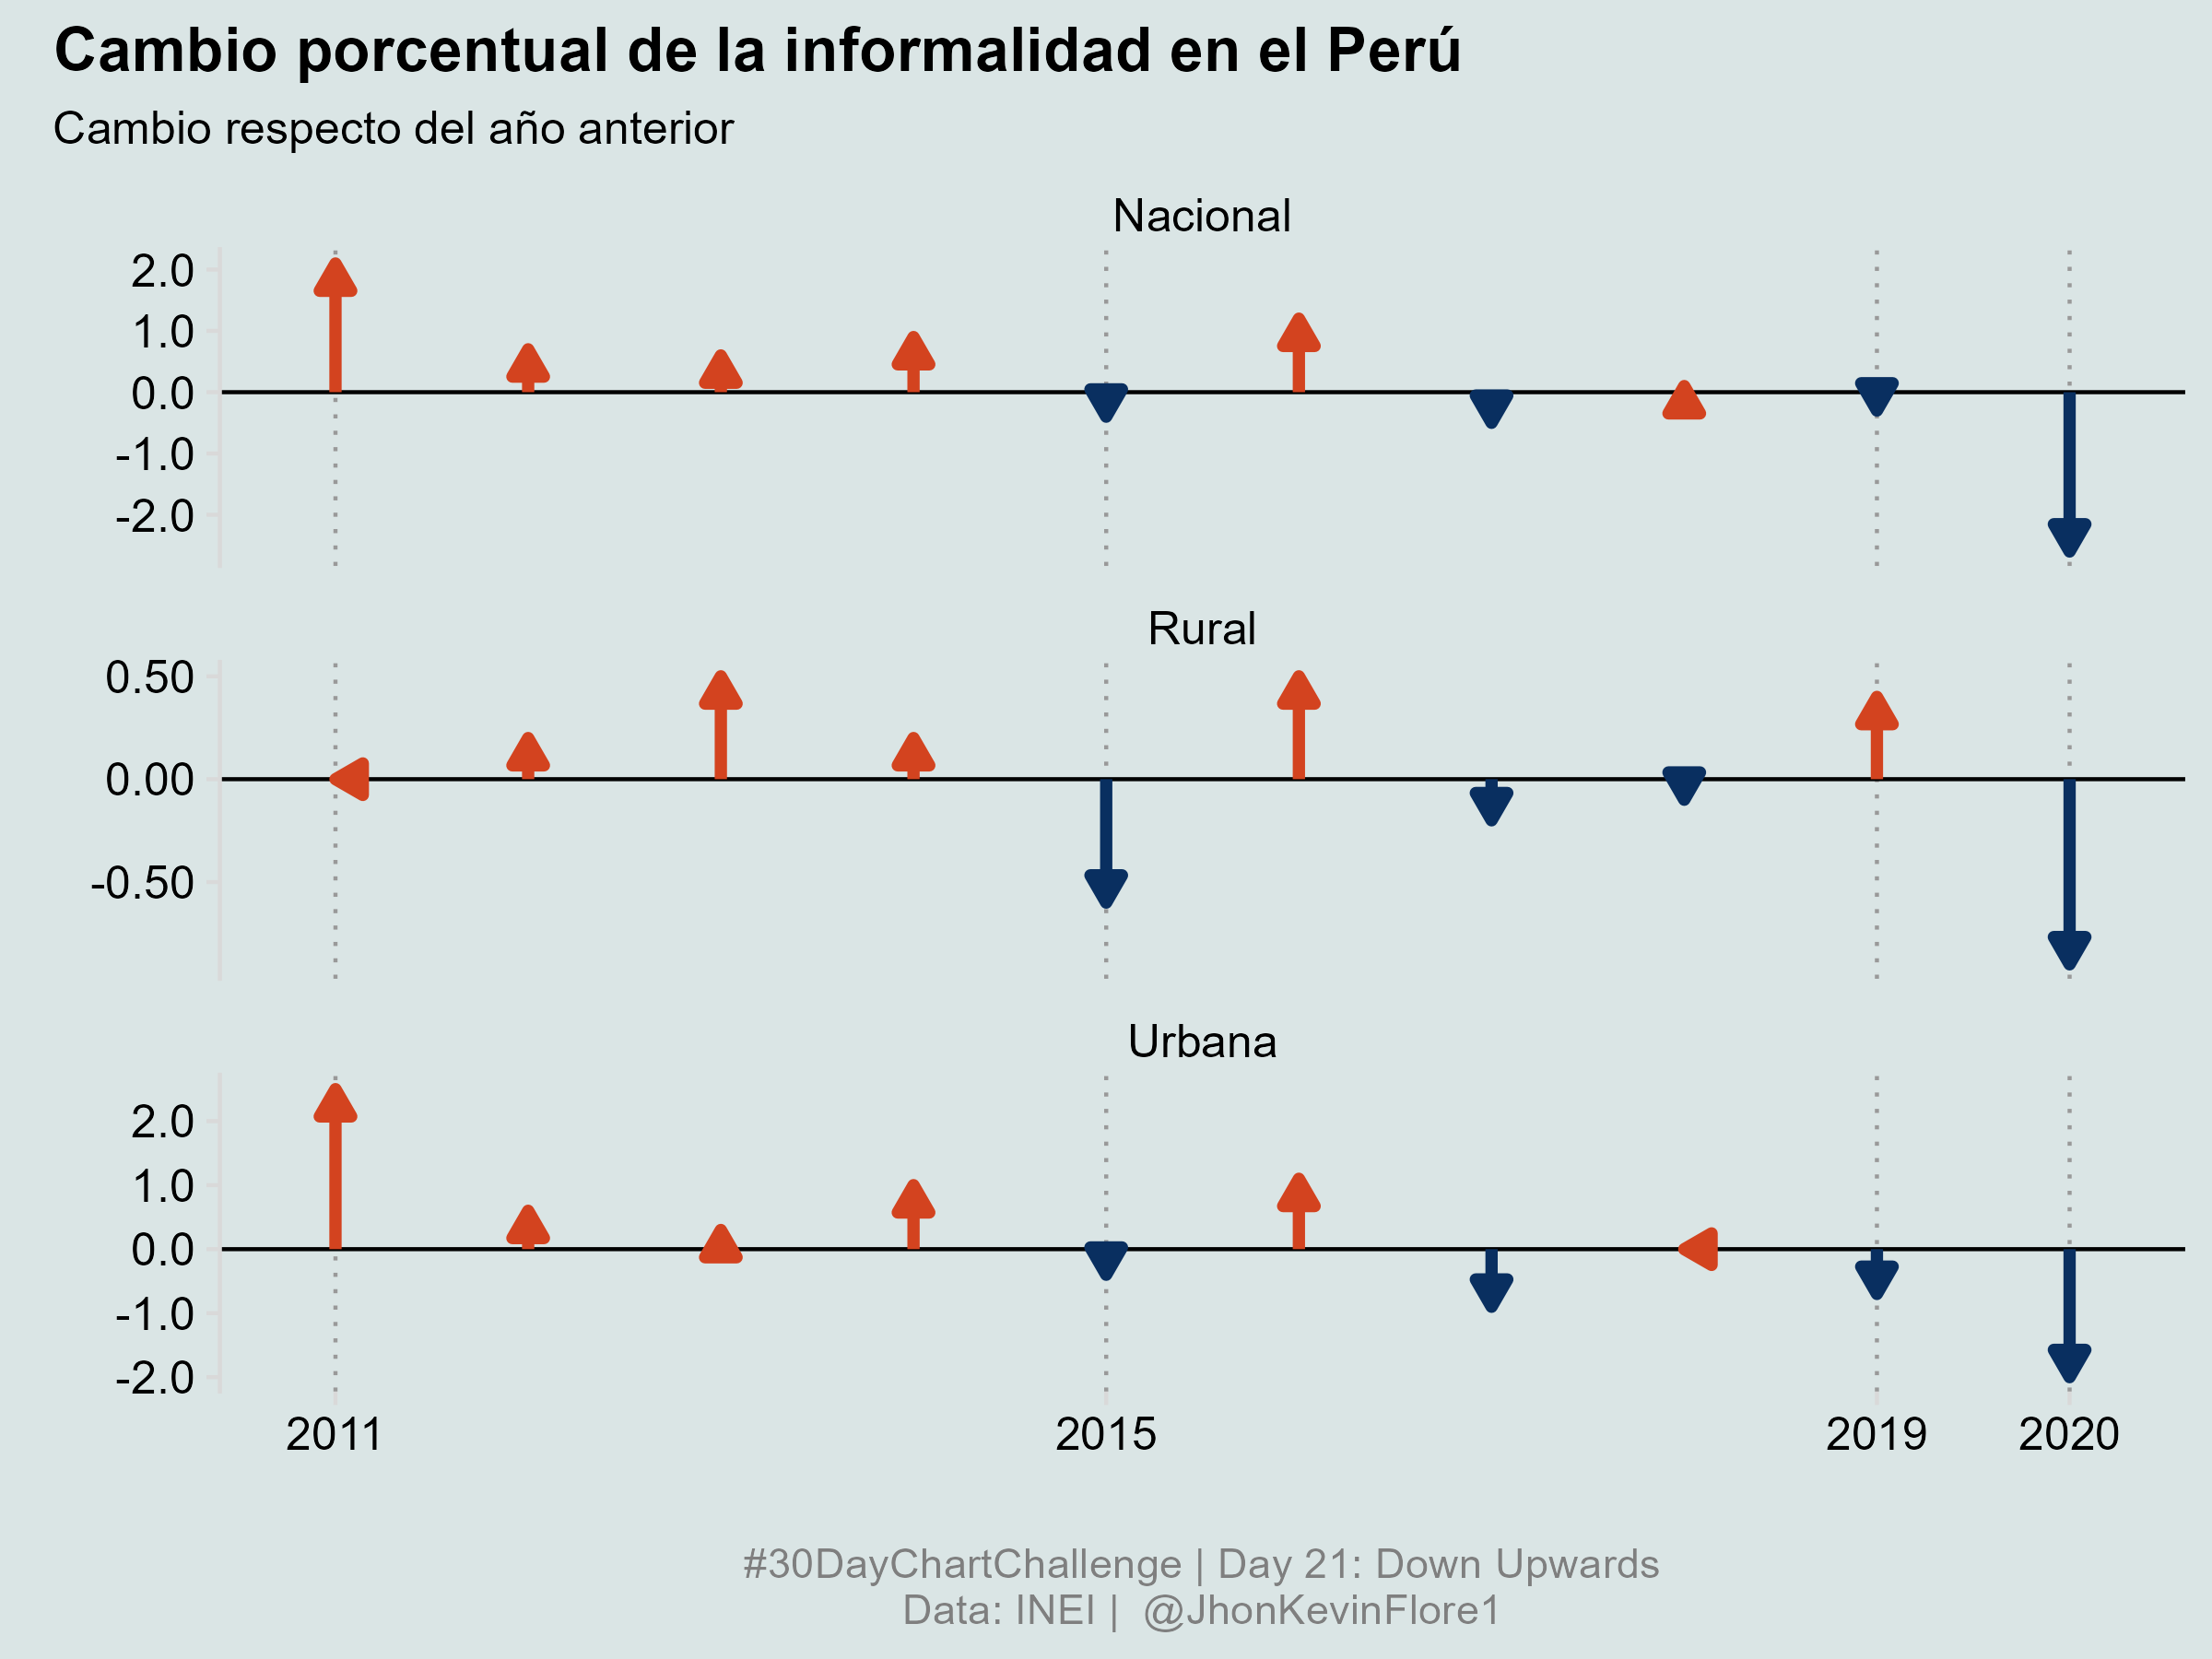 Cambio porcentual de la informalidad en el Perú
Cambio respecto del año anterior
Nacional
2.0
1.0
0.0
-1.0
-2.0
Rural
0.50
0.00
-0.50
Urbana
2.0
1.0
0.0
-1.0
-2.0
2011 2015 2019 2020
#30DayChartChallenge | Day 21: Down Upwards
Data: INEI | @JhonKevinFlore1